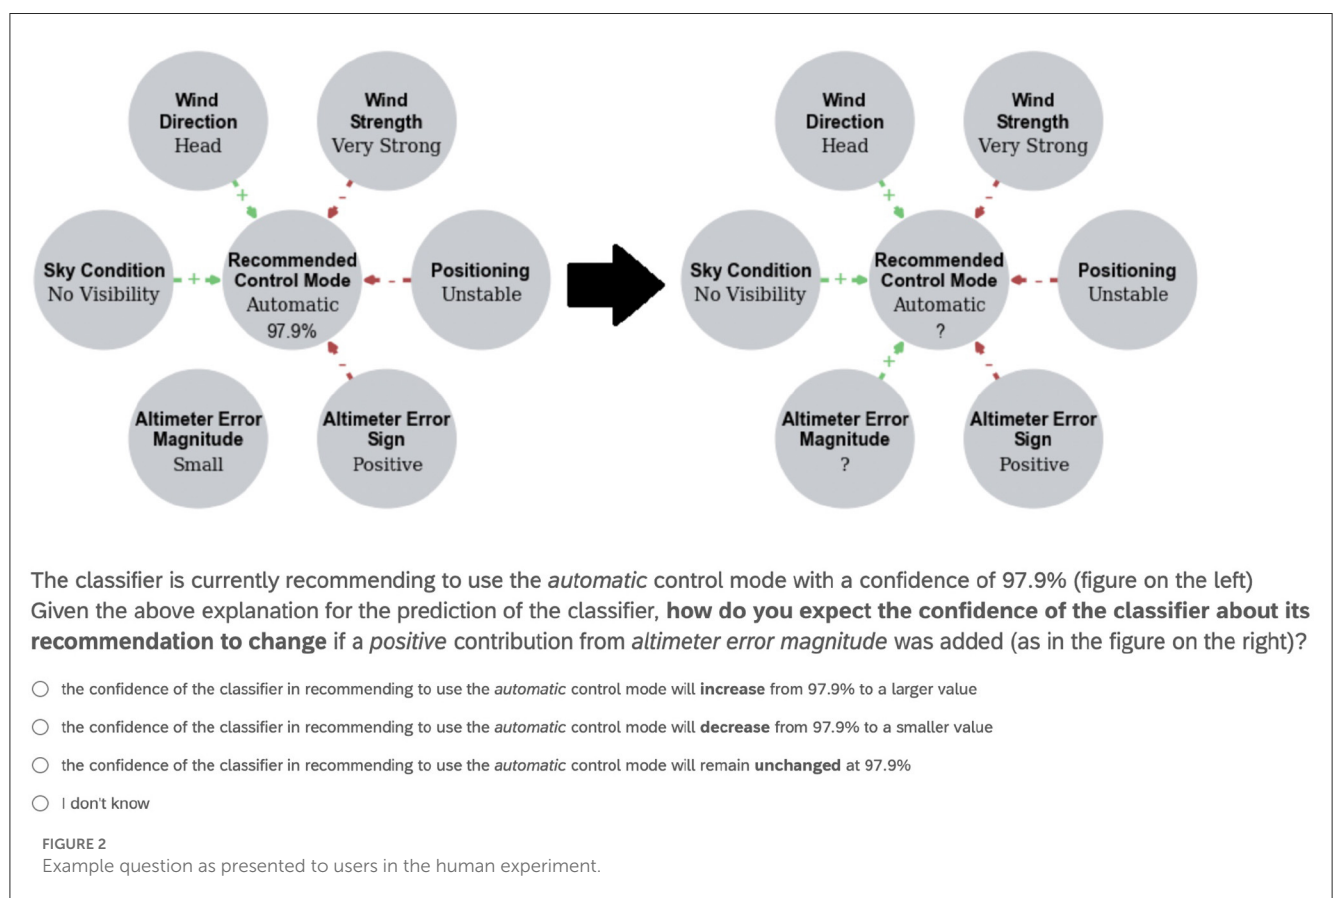 Wind
Direction
Head
Wind
Strength
Very Strong
+
-
Sky Condition
No Visibility
+
Recommended
Control Mode
Automatic
97.9%
-
Positioning
Unstable
-
Altimeter Error
Magnitude
Small
Altimeter Error
Sign
Positive
Wind
Direction
Head
Wind
Strength
Very Strong
+
-
Sky Condition
No Visibility
+
Recommended
Control Mode
Automatic
?
-
Positioning
Unstable
+
-
Altimeter Error
Magnitude
?
Altimeter Error
Sign
Positive
The classifier is currently recommending to use the automatic control mode with a confidence of 97.9% (figure on the left)
Given the above explanation for the prediction of the classifier, how do you expect the confidence of the classifier about its
recommendation to change if a positive contribution from altimeter error magnitude was added (as in the figure on the right)?
the confidence of the classifier in recommending to use the automatic control mode will increase from 97.9% to a larger value
the confidence of the classifier in recommending to use the automatic control mode will decrease from 97.9% to a smaller value
the confidence of the classifier in recommending to use the automatic control mode will remain unchanged at 97.9%
I don't know
FIGURE 2
Example question as presented to users in the human experiment.